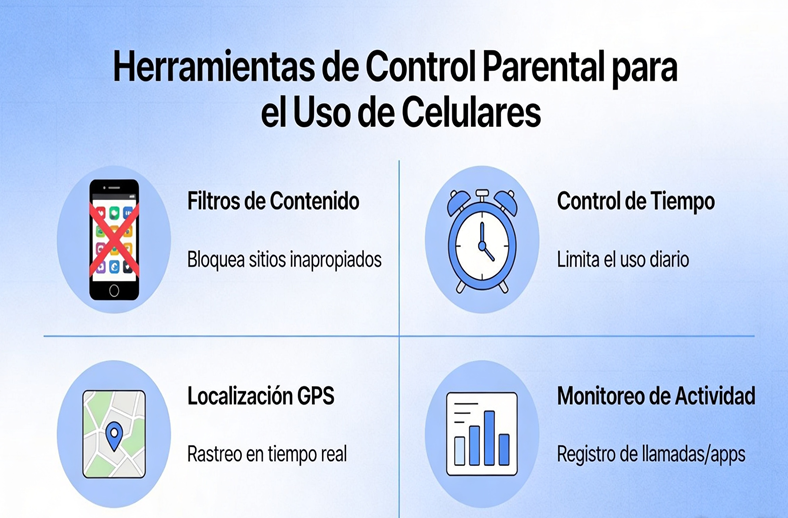 Herramientas de Control Parental para
el Uso de Celulares
Filtros de Contenido
Bloquea sitios inapropiados
Control de Tiempo
Limita el uso diario
Localización GPS
Rastreo en tiempo real
Monitoreo de Actividad
Registro de llamadas/apps